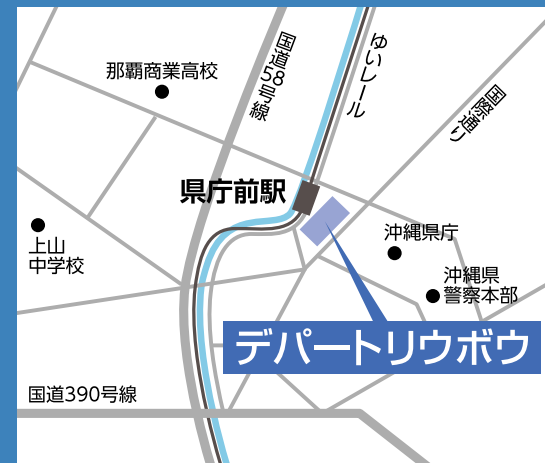 那覇商業高校
国道58号線
ゆいレール
国際通り
県庁前駅
上山
中学校
沖縄県庁
沖縄県
警察本部
デパートリウボウ
国道390号線